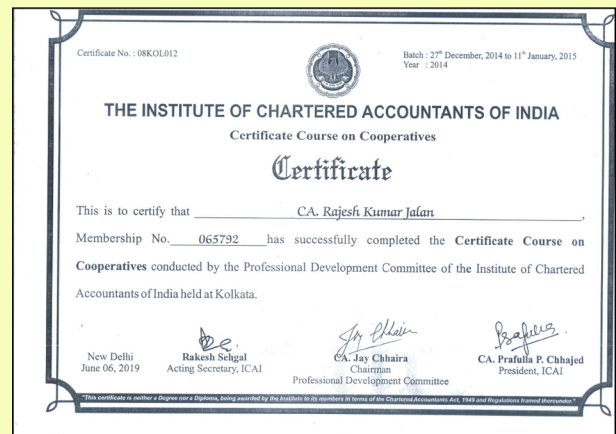 Certificate No. : 08KOL012
Batch : 27th December, 2014 to 11th January, 2015
Year : 2014
THE INSTITUTE OF CHARTERED ACCOUNTANTS OF INDIA
Certificate Course on Cooperatives
Certificate
This is to certify that CA. Rajesh Kumar Jalan,
Membership No. 065792 has successfully completed the Certificate Course on
Cooperatives conducted by the Professional Development Committee of the Institute of Chartered
Accountants of India held at Kolkata.
New Delhi
June 06, 2019
Rakesh Sehgal
Acting Secretary, ICAI
Jay Chhaira
CA. Jay Chhaira
Chairman
Professional Development Committee
CA. Prafulla P. Chhajed
President, ICAI
"This certificate is neither a Degree nor a Diploma, being awarded by the Institute to its members in terms of the Chartered Accountants Act, 1949 and Regulations framed thereunder."